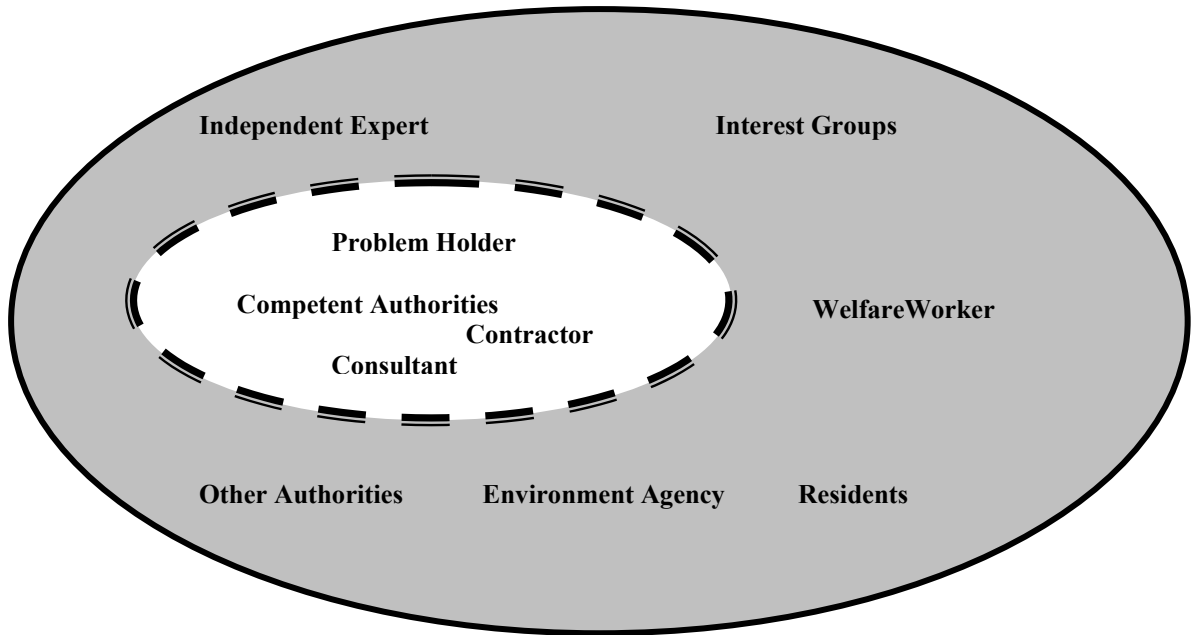 Independent Expert
Interest Groups
Problem Holder
Competent Authorities
WelfareWorker
Contractor
Consultant
Other Authorities
Environment Agency
Residents